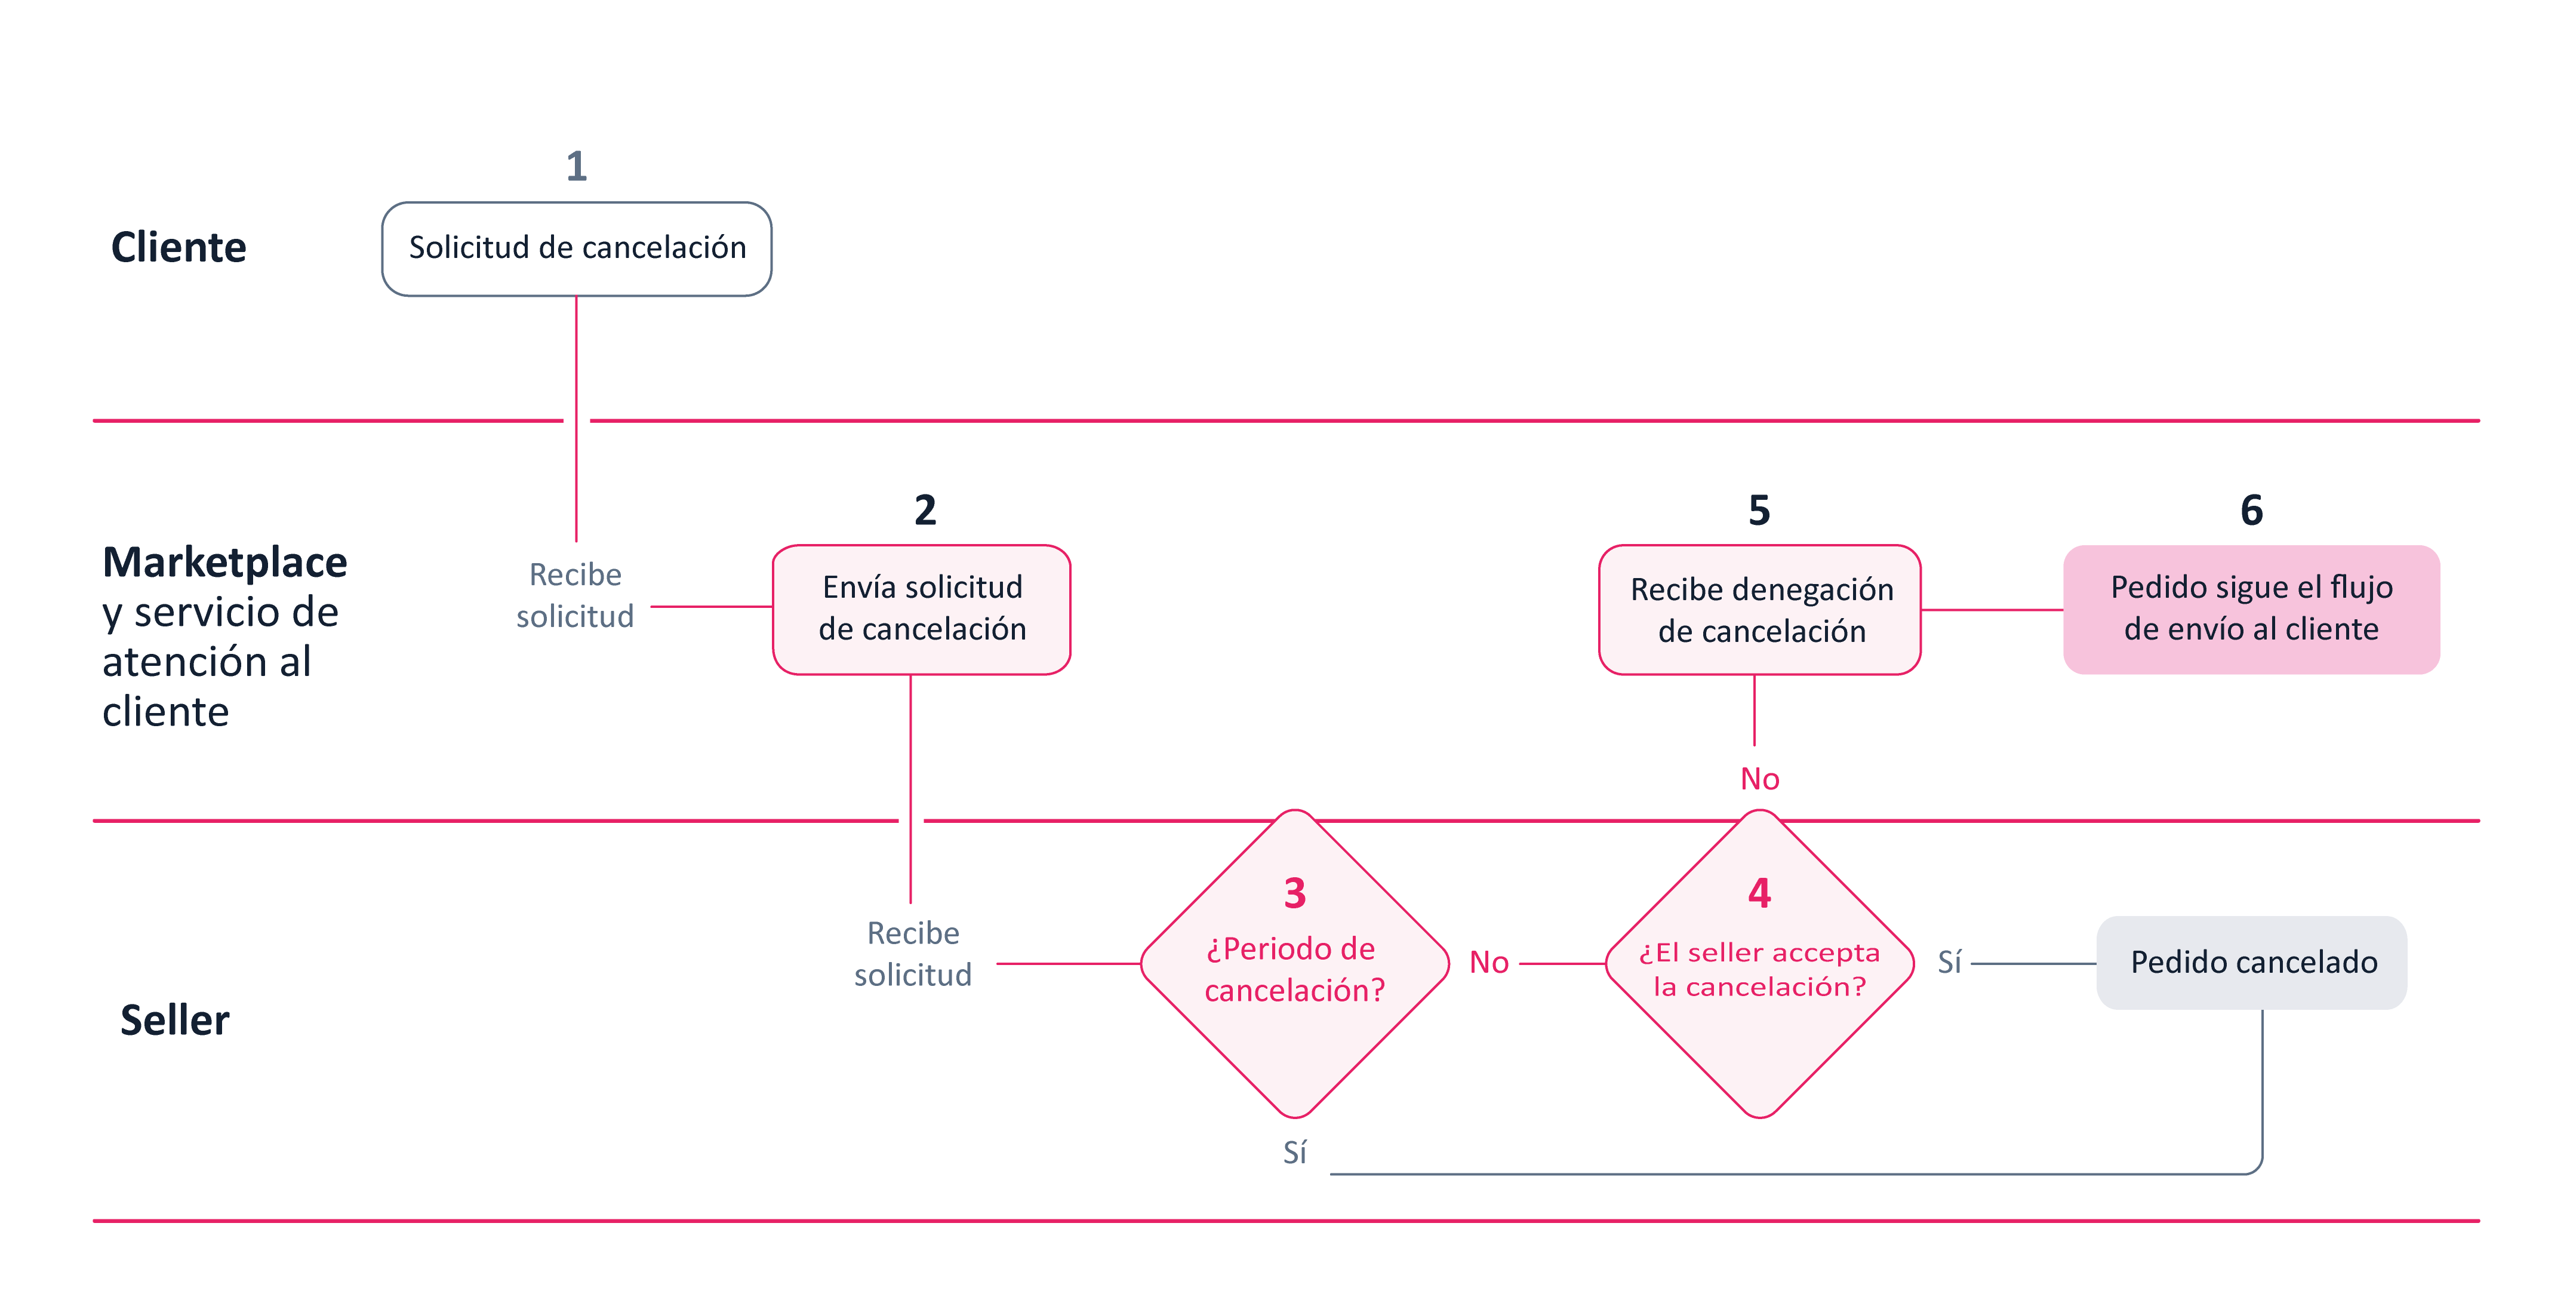 1
Cliente
Solicitud de cancelación
Marketplace
y servicio de
atención al
cliente
Recibe
solicitud
2
Envía solicitud
de cancelación
5
Recibe denegación
de cancelación
6
Pedido sigue el flujo
de envío al cliente
No
Seller
Recibe
solicitud
3
¿Periodo de
cancelación?
No
4
¿El seller accepta
la cancelación?
Sí
Pedido cancelado
Sí